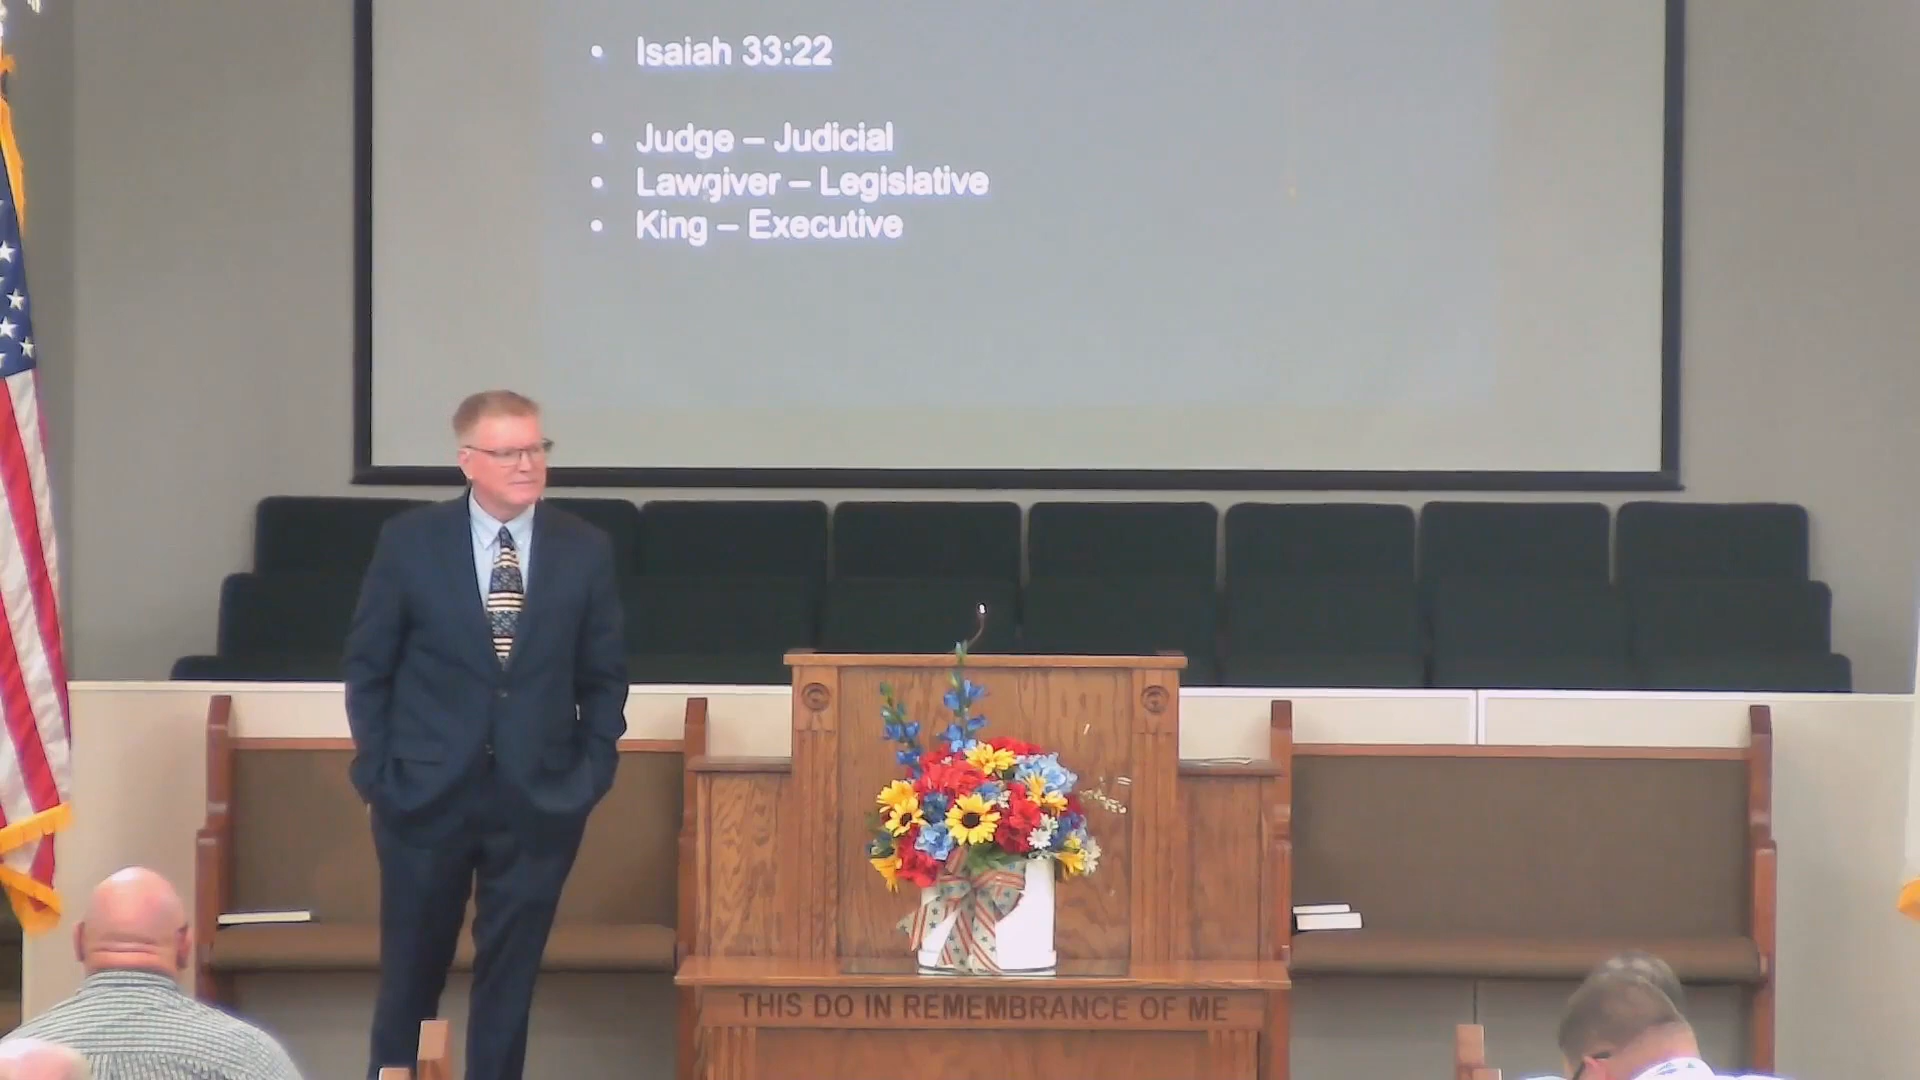 • Isaiah 33:22
• Judge – Judicial
• Lawgiver – Legislative
• King – Executive
THIS DO IN REMEMBRANCE OF ME